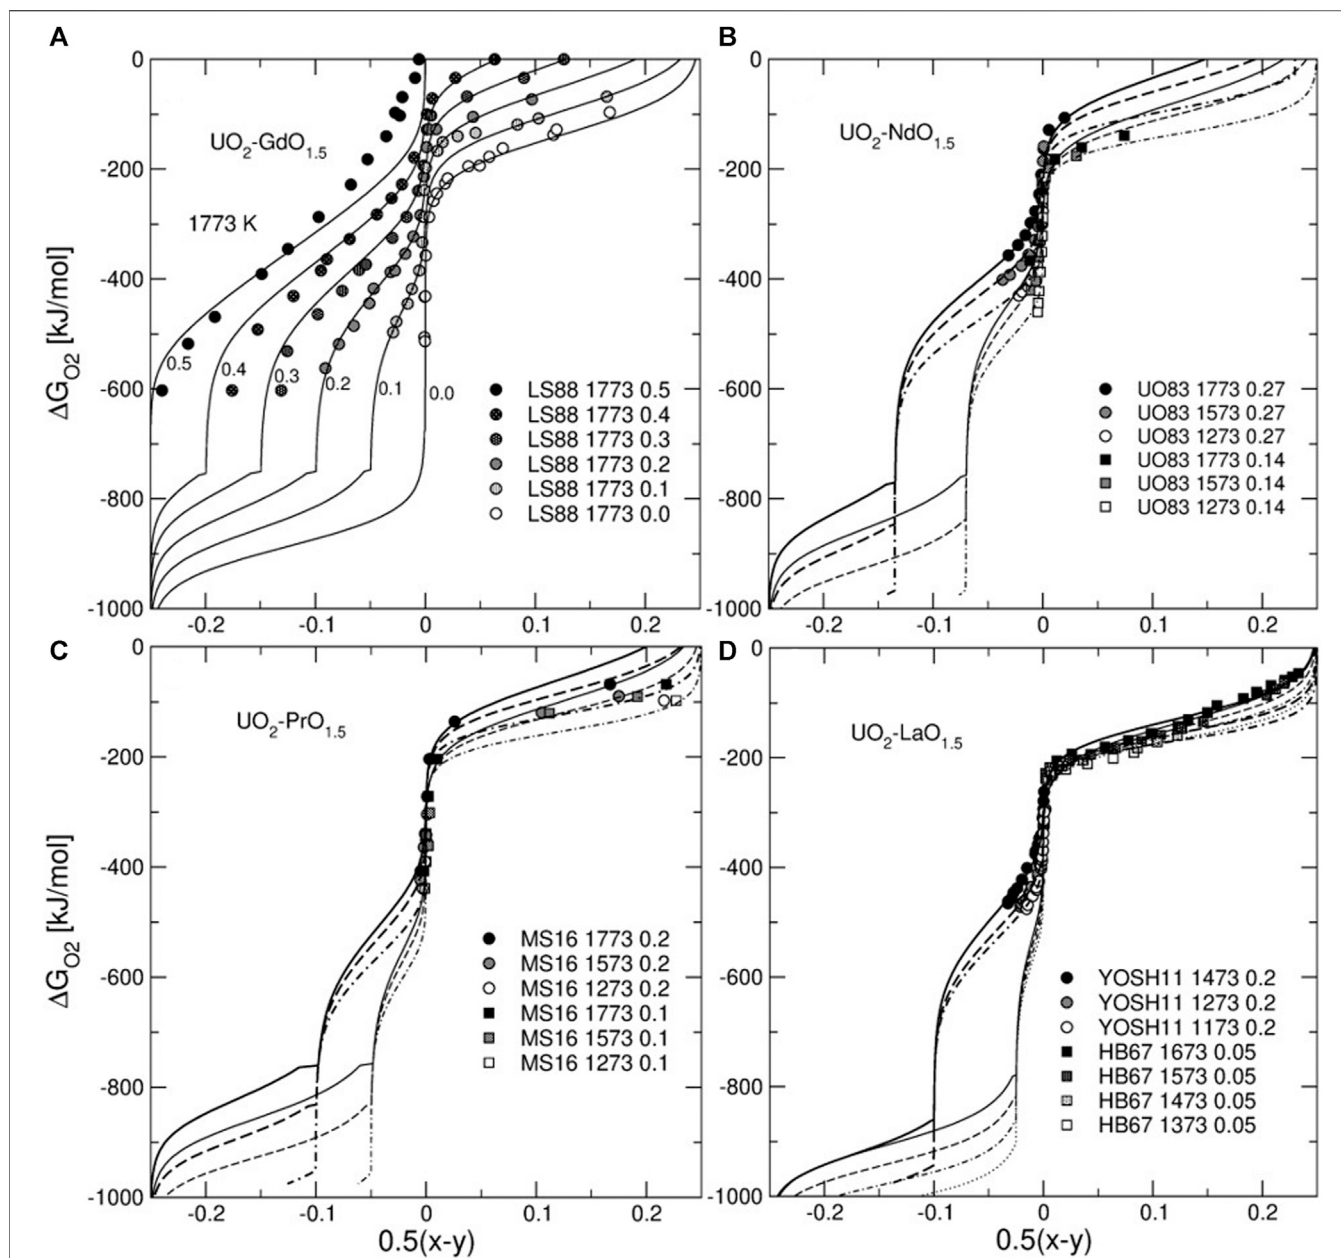 A
0
-200
-400
-600
-800
-1000
ΔG_O2 [kJ/mol]
UO2-GdO1.5
1773 K
0.5
0.4
0.3
0.2
0.1
0.0
LS88 1773 0.5
LS88 1773 0.4
LS88 1773 0.3
LS88 1773 0.2
LS88 1773 0.1
LS88 1773 0.0
-0.2 -0.1 0 0.1 0.2
B
0
-200
-400
-600
-800
-1000
UO2-NdO1.5
UO83 1773 0.27
UO83 1573 0.27
UO83 1273 0.27
UO83 1773 0.14
UO83 1573 0.14
UO83 1273 0.14
-0.2 -0.1 0 0.1 0.2
C
0
-200
-400
-600
-800
-1000
ΔG_O2 [kJ/mol]
UO2-PrO1.5
MS16 1773 0.2
MS16 1573 0.2
MS16 1273 0.2
MS16 1773 0.1
MS16 1573 0.1
MS16 1273 0.1
-0.2 -0.1 0 0.1 0.2
0.5(x-y)
D
0
-200
-400
-600
-800
-1000
UO2-LaO1.5
YOSH11 1473 0.2
YOSH11 1273 0.2
YOSH11 1173 0.2
HB67 1673 0.05
HB67 1573 0.05
HB67 1473 0.05
HB67 1373 0.05
-0.2 -0.1 0 0.1 0.2
0.5(x-y)